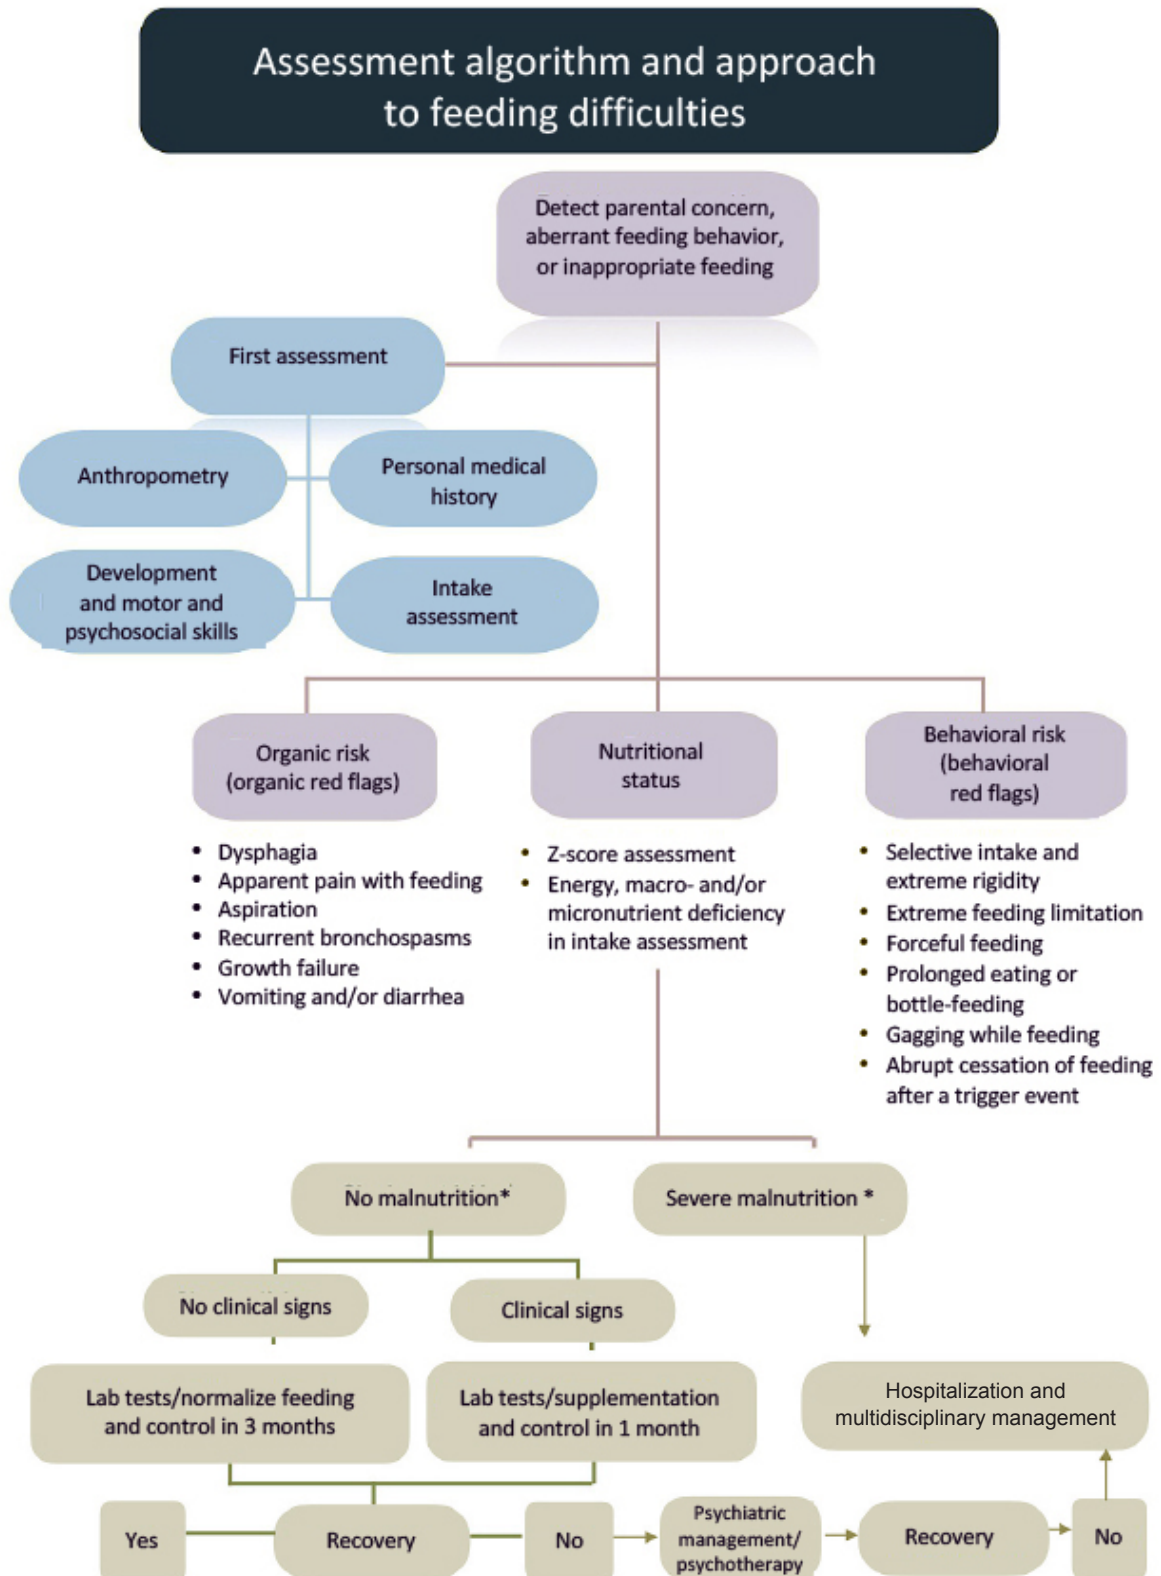 Assessment algorithm and approach
to feeding difficulties
Detect parental concern,
aberrant feeding behavior,
or inappropriate feeding
First assessment
Anthropometry
Personal medical
history
Development
and motor and
psychosocial skills
Intake
assessment
Organic risk
(organic red flags)
• Dysphagia
• Apparent pain with feeding
• Aspiration
• Recurrent bronchospasms
• Growth failure
• Vomiting and/or diarrhea
Nutritional
status
• Z-score assessment
• Energy, macro- and/or
micronutrient deficiency
in intake assessment
Behavioral risk
(behavioral
red flags)
• Selective intake and
extreme rigidity
• Extreme feeding limitation
• Forceful feeding
• Prolonged eating or
bottle-feeding
• Gagging while feeding
• Abrupt cessation of feeding
after a trigger event
No malnutrition*
Severe malnutrition *
No clinical signs
Clinical signs
Lab tests/normalize feeding
and control in 3 months
Lab tests/supplementation
and control in 1 month
Hospitalization and
multidisciplinary management
Yes
Recovery
No
Psychiatric
management/
psychotherapy
Recovery
No